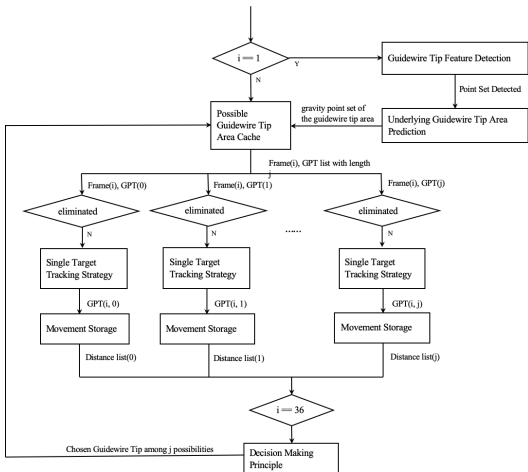 i == 1
Y
N
Guidewire Tip Feature Detection
Point Set Detected
Possible
Guidewire Tip
Area Cache
gravity point set of
the guidewire tip area
Underlying Guidewire Tip Area
Prediction
Frame(i), GPT list with length
j
Frame(i), GPT(0)
Frame(i), GPT(1)
Frame(i), GPT(j)
eliminated
eliminated
eliminated
N
N
N
......
Single Target
Tracking Strategy
Single Target
Tracking Strategy
Single Target
Tracking Strategy
GPT(i, 0)
GPT(i, 1)
GPT(i, j)
Movement Storage
Movement Storage
Movement Storage
Distance list(0)
Distance list(1)
Distance list(j)
i == 36
Chosen Guidewire Tip among j possibilities
Decision Making
Principle